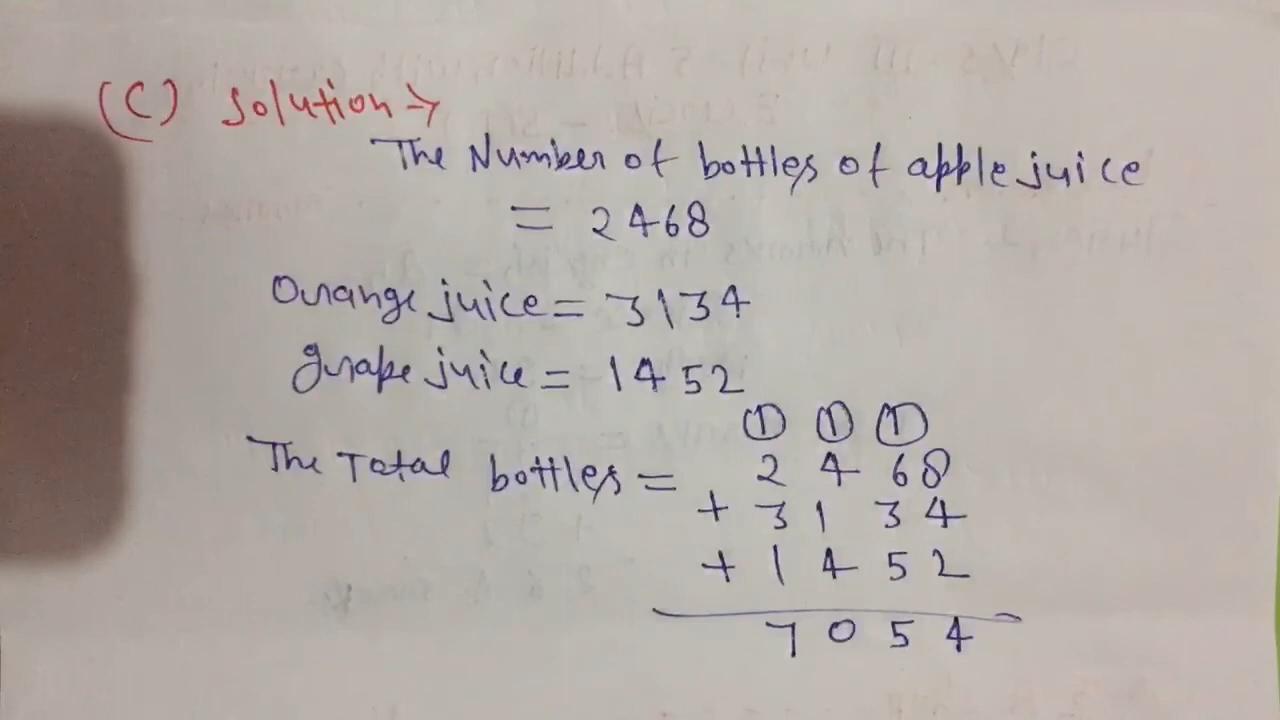 (C) Solution →
The Number of bottles of apple juice
= 2468
Orange juice = 3134
grape juice = 1452
① ① ①
The Total bottles = 2 4 6 8
+ 3 1 3 4
+ 1 4 5 2
7 0 5 4